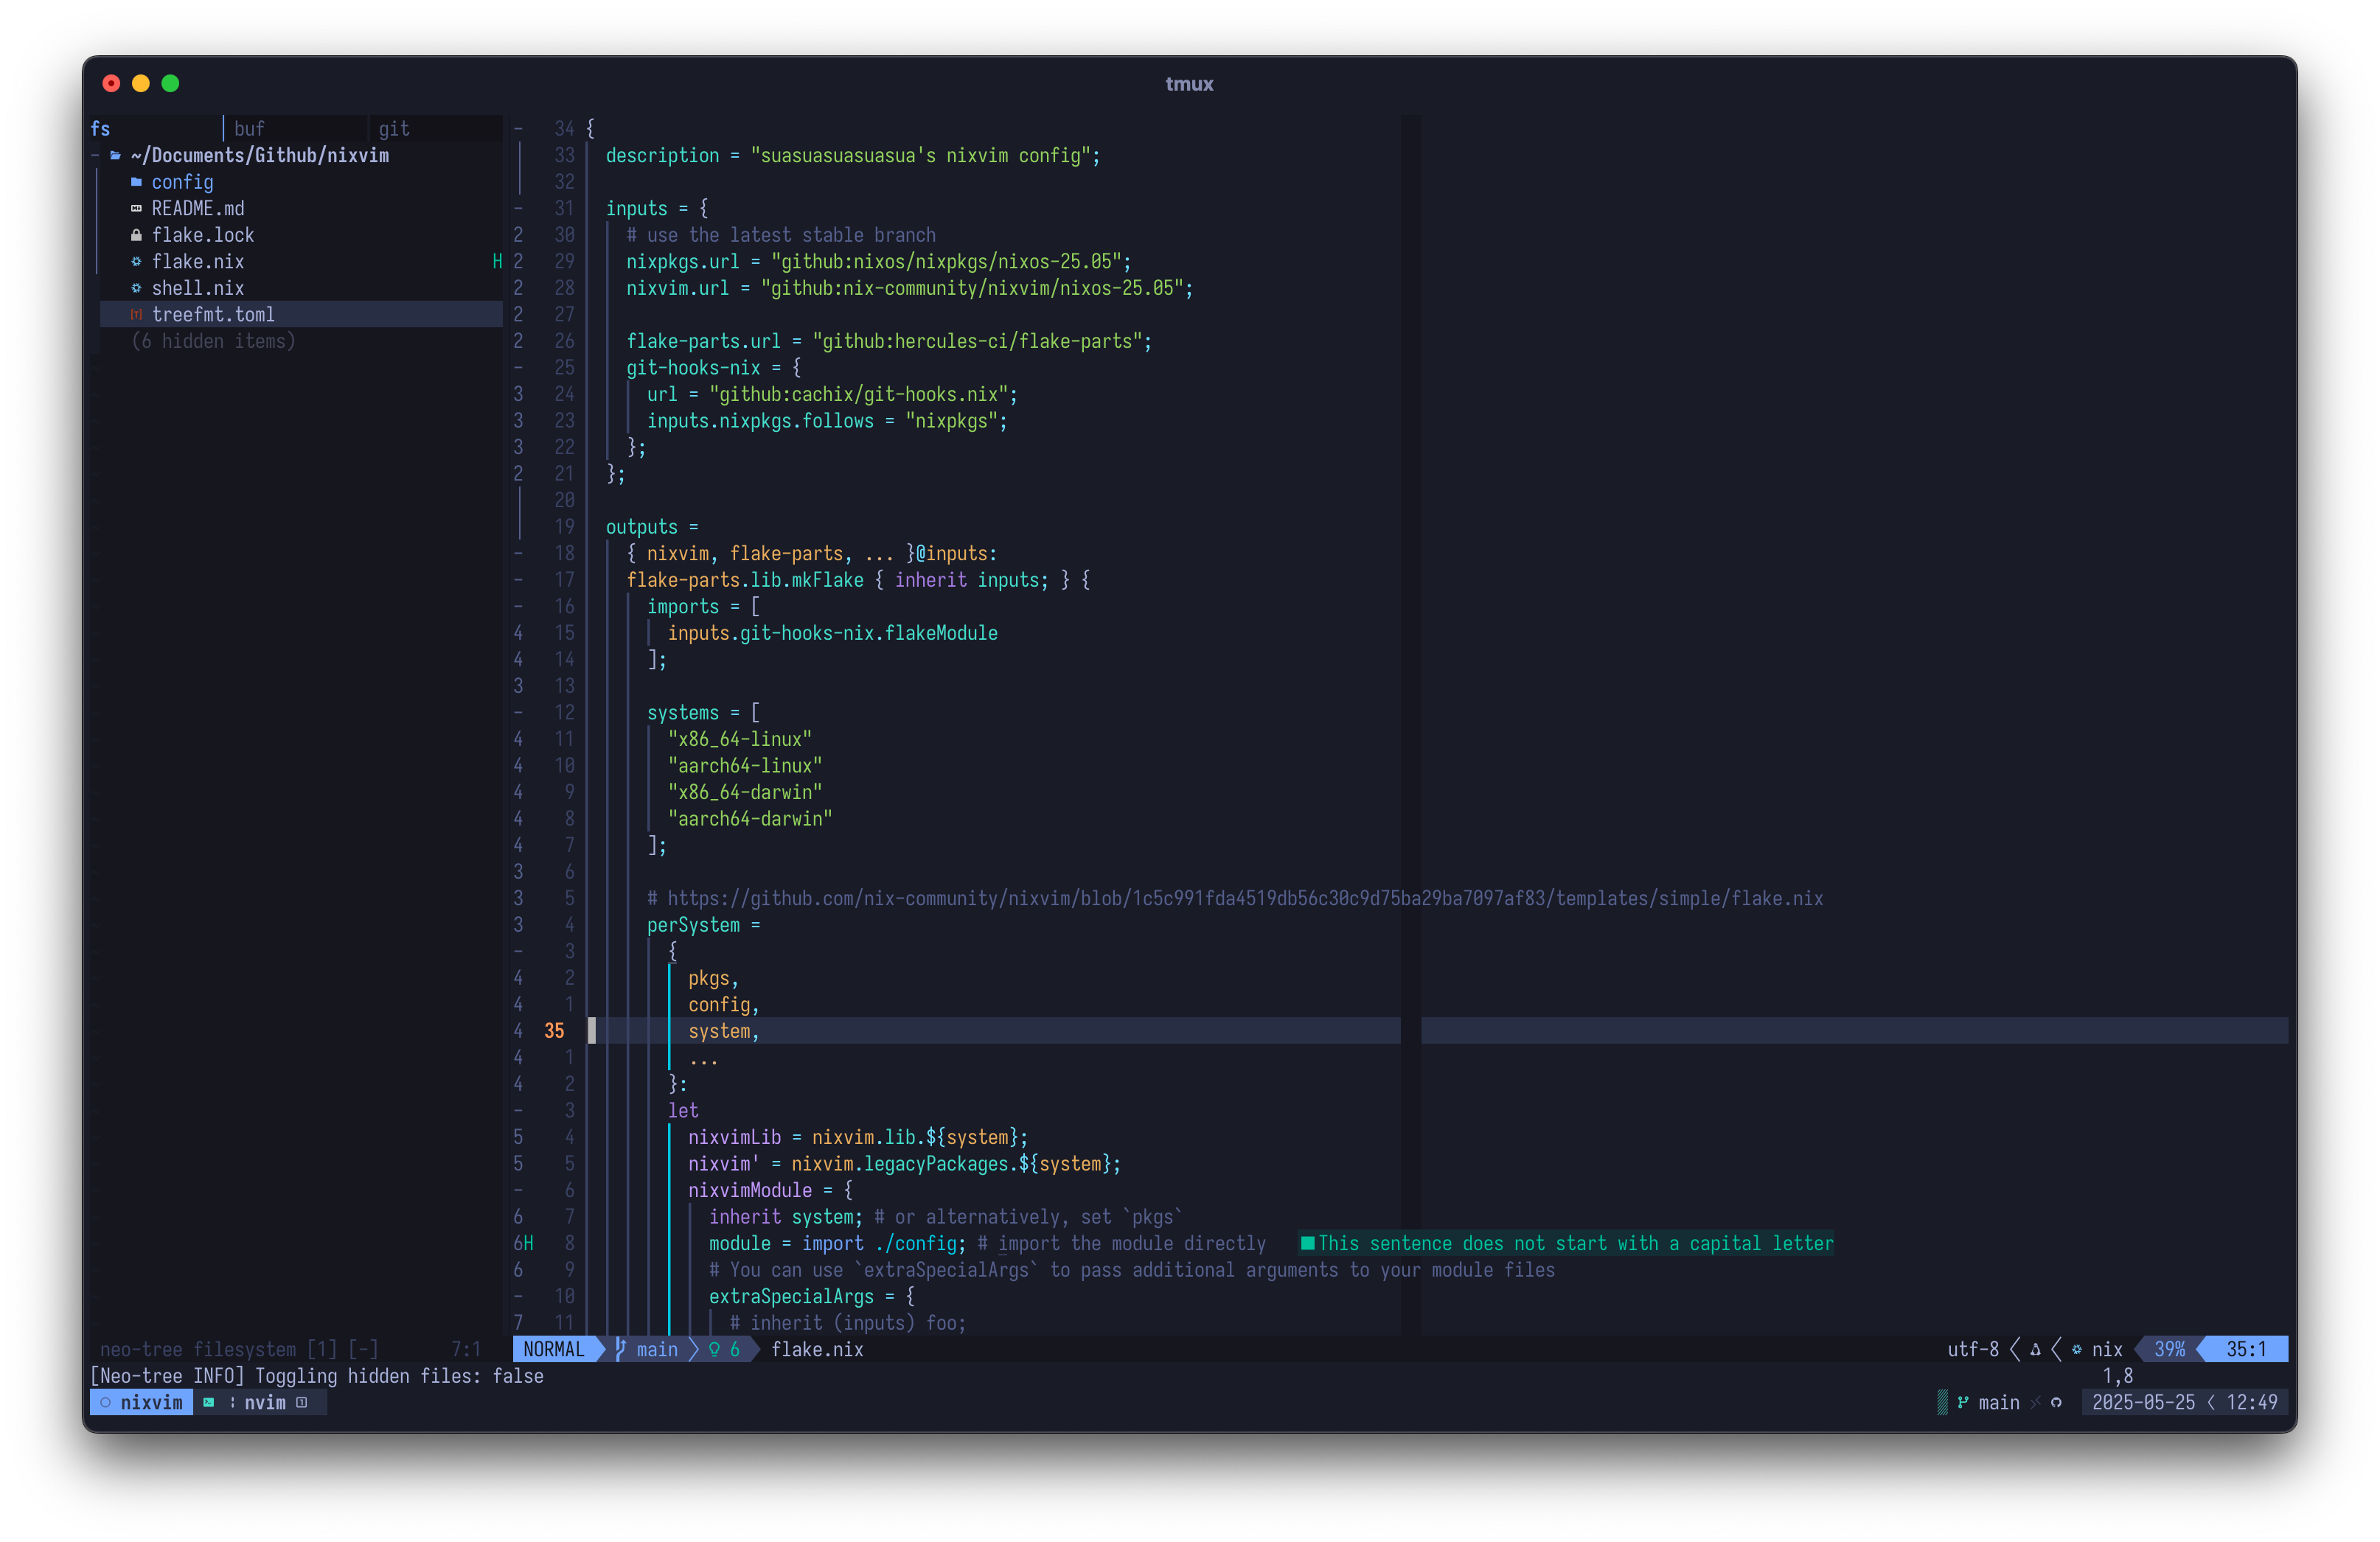 tmux
fs buf git
~/Documents/Github/nixvim
config
README.md
flake.lock
flake.nix H
shell.nix
treefmt.toml
(6 hidden items)
- 34 {
33 description = "suasuasuasuasua's nixvim config";
32
- 31 inputs = {
2 30 # use the latest stable branch
2 29 nixpkgs.url = "github:nixos/nixpkgs/nixos-25.05";
2 28 nixvim.url = "github:nix-community/nixvim/nixos-25.05";
2 27
2 26 flake-parts.url = "github:hercules-ci/flake-parts";
- 25 git-hooks-nix = {
3 24 url = "github:cachix/git-hooks.nix";
3 23 inputs.nixpkgs.follows = "nixpkgs";
3 22 };
2 21 };
20
19 outputs =
- 18 { nixvim, flake-parts, ... }@inputs:
- 17 flake-parts.lib.mkFlake { inherit inputs; } {
- 16 imports = [
4 15 inputs.git-hooks-nix.flakeModule
4 14 ];
3 13
- 12 systems = [
4 11 "x86_64-linux"
4 10 "aarch64-linux"
4 9 "x86_64-darwin"
4 8 "aarch64-darwin"
4 7 ];
3 6
3 5 # https://github.com/nix-community/nixvim/blob/1c5c991fda4519db56c30c9d75ba29ba7097af83/templates/simple/flake.nix
3 4 perSystem =
- 3 {
4 2 pkgs,
4 1 config,
4 35 system,
4 1 ...
4 2 }:
- 3 let
5 4 nixvimLib = nixvim.lib.${system};
5 5 nixvim' = nixvim.legacyPackages.${system};
- 6 nixvimModule = {
6 7 inherit system; # or alternatively, set `pkgs`
6H 8 module = import ./config; # import the module directly ■This sentence does not start with a capital letter
6 9 # You can use `extraSpecialArgs` to pass additional arguments to your module files
- 10 extraSpecialArgs = {
7 11 # inherit (inputs) foo;
neo-tree filesystem [1] [-] 7:1
NORMAL main 6 flake.nix utf-8 nix 39% 35:1
[Neo-tree INFO] Toggling hidden files: false 1,8
nixvim nvim 1 main 2025-05-25 12:49